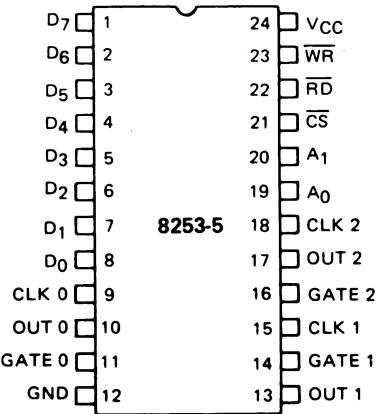 D7 1 24 VCC
D6 2 23 WR
D5 3 22 RD
D4 4 21 CS
D3 5 20 A1
D2 6 19 A0
D1 7 8253-5 18 CLK 2
D0 8 17 OUT 2
CLK 0 9 16 GATE 2
OUT 0 10 15 CLK 1
GATE 0 11 14 GATE 1
GND 12 13 OUT 1